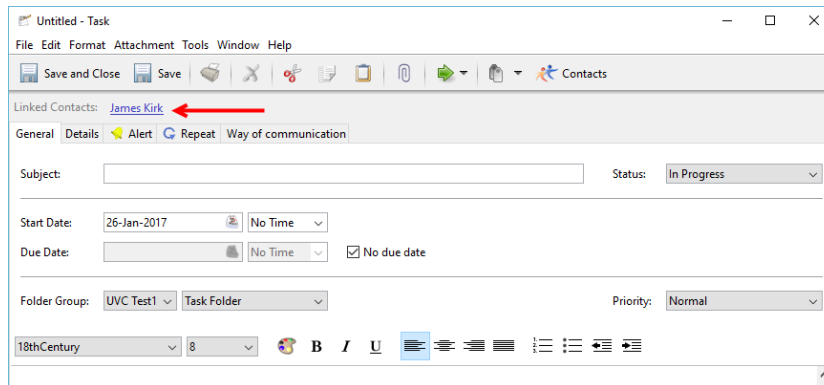 Untitled - Task
File Edit Format Attachment Tools Window Help
Save and Close Save Contacts
Linked Contacts: James Kirk
General Details Alert Repeat Way of communication
Subject: Status: In Progress
Start Date: 26-Jan-2017 No Time
Due Date: No Time No due date
Folder Group: UVC Test1 Task Folder Priority: Normal
18thCentury 8 B I U